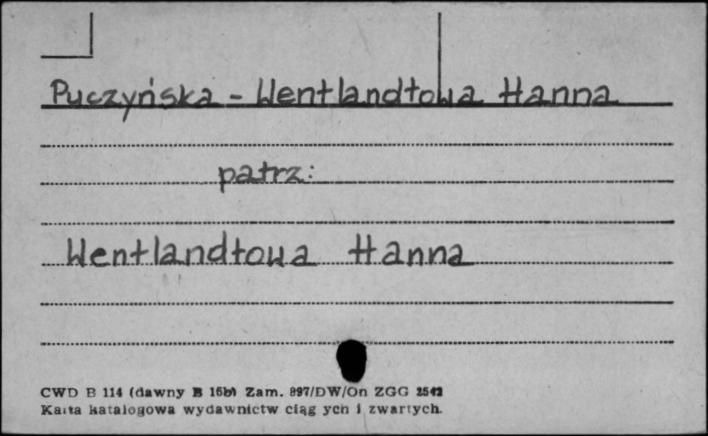 Puczyńska - Wentlandtowa Hanna
patrz:
Wentlandtowa Hanna
CWD B 114 (dawny B 15b) Zam. 897/DW/On ZGG 2542
Karta katalogowa wydawnictw ciąg ych i zwartych.